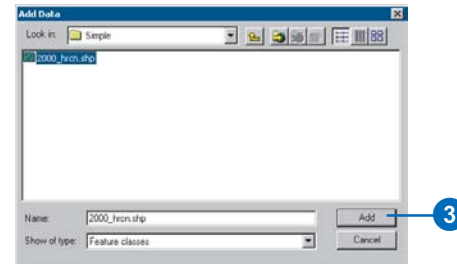 Add Data
Look in: Simple
2000_hrcn.shp
Name: 2000_hrcn.shp Add
3
Show of type: Feature classes Cancel